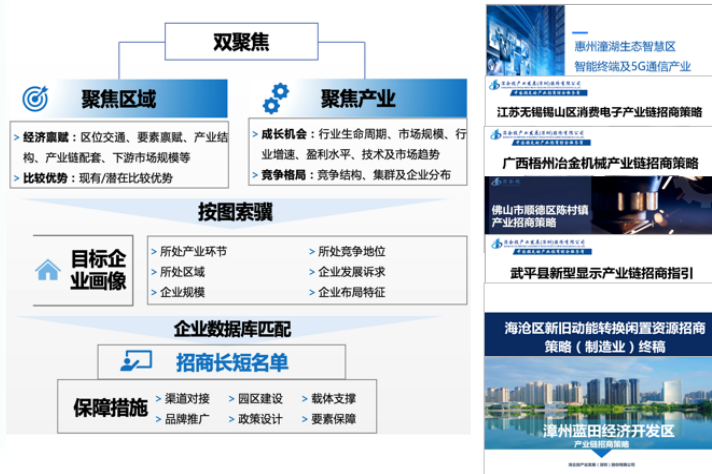 双聚焦
聚焦区域
> 经济禀赋：区位交通、要素禀赋、产业结
构、产业链配套、下游市场规模等
> 比较优势：现有/潜在比较优势
聚焦产业
> 成长机会：行业生命周期、市场规模、行
业增速、盈利水平、技术及市场趋势
> 竞争格局：竞争结构、集群及企业分布
按图索骥
目标企
业画像
> 所处产业环节
> 所处区域
> 企业规模
> 所处竞争地位
> 企业发展诉求
> 企业布局特征
企业数据库匹配
招商长短名单
保障措施
> 渠道对接
> 园区建设
> 载体支撑
> 品牌推广
> 政策设计
> 要素保障
惠州潼湖生态智慧区
智能终端及5G通信产业
江苏无锡锡山区消费电子产业链招商策略
广西梧州冶金机械产业链招商策略
佛山市顺德区陈村镇
产业招商策略
武平县新型显示产业链招商指引
海沧区新旧动能转换闲置资源招商
策略（制造业）终稿
漳州蓝田经济开发区
产业链招商策略